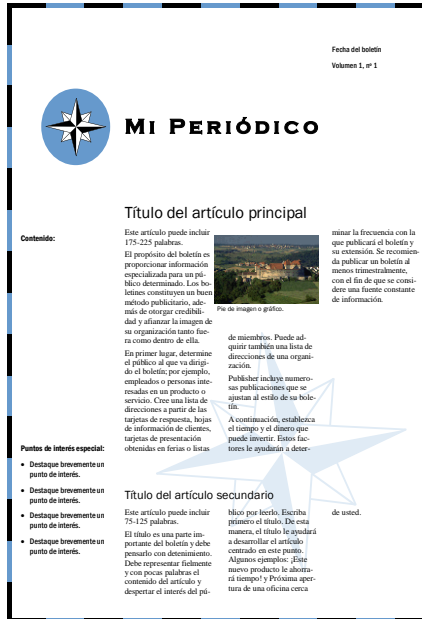 Fecha del boletín
Volumen 1, nº 1
MI PERIÓDICO
Título del artículo principal
Contenido:
Este artículo puede incluir
175-225 palabras.
El propósito del boletín es
proporcionar información
especializada para un pú-
blico determinado. Los bo-
letines constituyen un buen
método publicitario, ade-
más de otorgar credibili-
dad y afianzar la imagen de
su organización tanto fue-
ra como dentro de ella.
En primer lugar, determine
el público al que va dirigi-
do el boletín; por ejemplo,
empleados o personas inte-
resadas en un producto o
servicio. Cree una lista de
direcciones a partir de las
tarjetas de respuesta, hojas
de información de clientes,
tarjetas de presentación
obtenidas en ferias o listas
Pie de imagen o gráfico.
de miembros. Puede ad-
quirir también una lista de
direcciones de una organi-
zación.
Publisher incluye numero-
sas publicaciones que se
ajustan al estilo de su bole-
tín.
A continuación, establezca
el tiempo y el dinero que
puede invertir. Estos fac-
tores le ayudarán a deter-
minar la frecuencia con la
que publicará el boletín y
su extensión. Se recomien-
da publicar un boletín al
menos trimestralmente,
con el fin de que se consi-
dere una fuente constante
de información.
Puntos de interés especial:
• Destaque brevemente un
punto de interés.
• Destaque brevemente un
punto de interés.
• Destaque brevemente un
punto de interés.
• Destaque brevemente un
punto de interés.
Título del artículo secundario
Este artículo puede incluir
75-125 palabras.
El título es una parte im-
portante del boletín y debe
pensarlo con detenimiento.
Debe representar fielmente
y con pocas palabras el
contenido del artículo y
despertar el interés del pú-
blico por leerlo. Escriba
primero el título. De esta
manera, el título le ayudará
a desarrollar el artículo
centrado en este punto.
Algunos ejemplos: ¡Este
nuevo producto le ahorra-
rá tiempo! y Próxima aper-
tura de una oficina cerca
de usted.